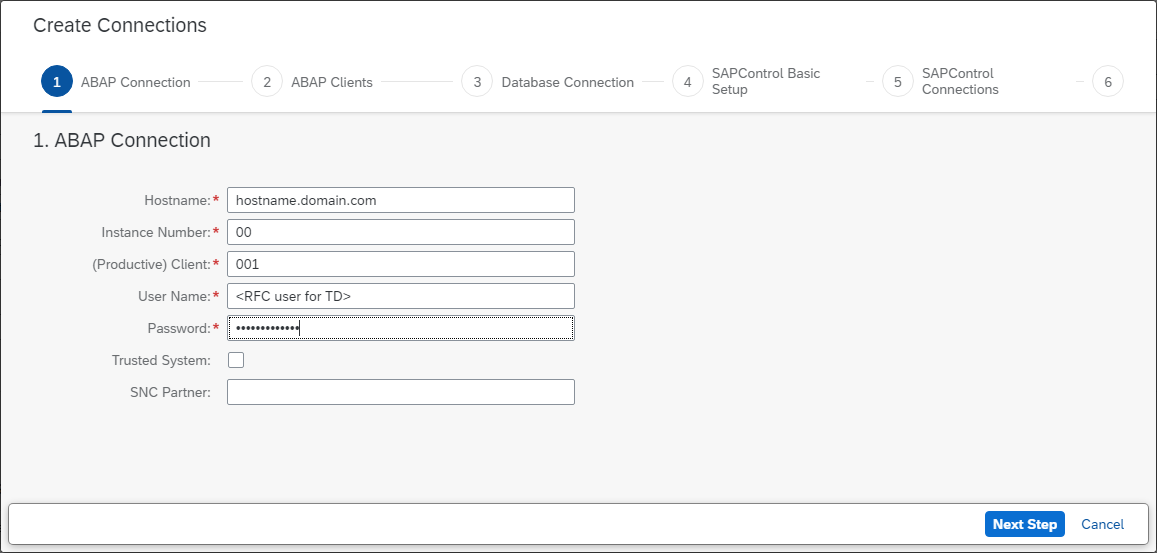 Create Connections
1 ABAP Connection 2 ABAP Clients 3 Database Connection 4 SAPControl Basic Setup 5 SAPControl Connections 6
1. ABAP Connection
Hostname:* hostname.domain.com
Instance Number:* 00
(Productive) Client:* 001
User Name:* <RFC user for TD>
Password:* •••••••••••••
Trusted System:
SNC Partner:
Next Step Cancel